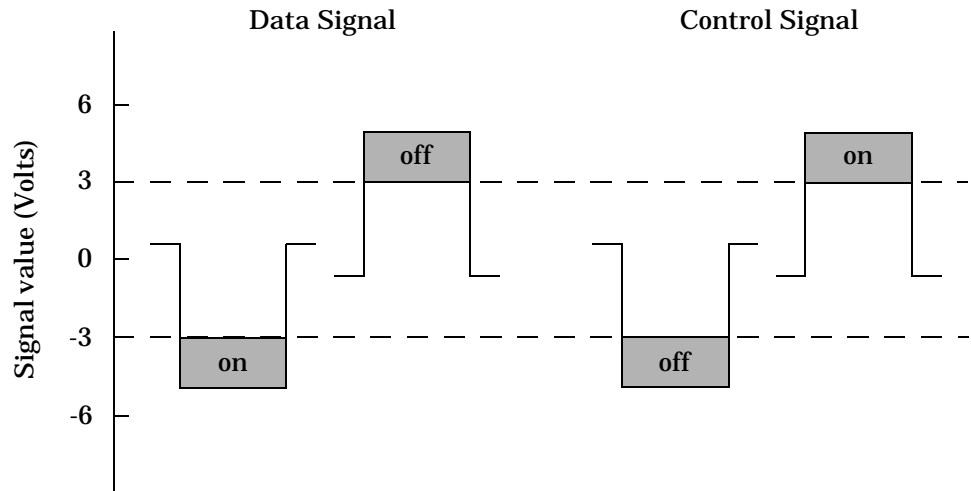 Data Signal
Control Signal
Signal value (Volts)
6
3
0
-3
-6
off
on
on
off